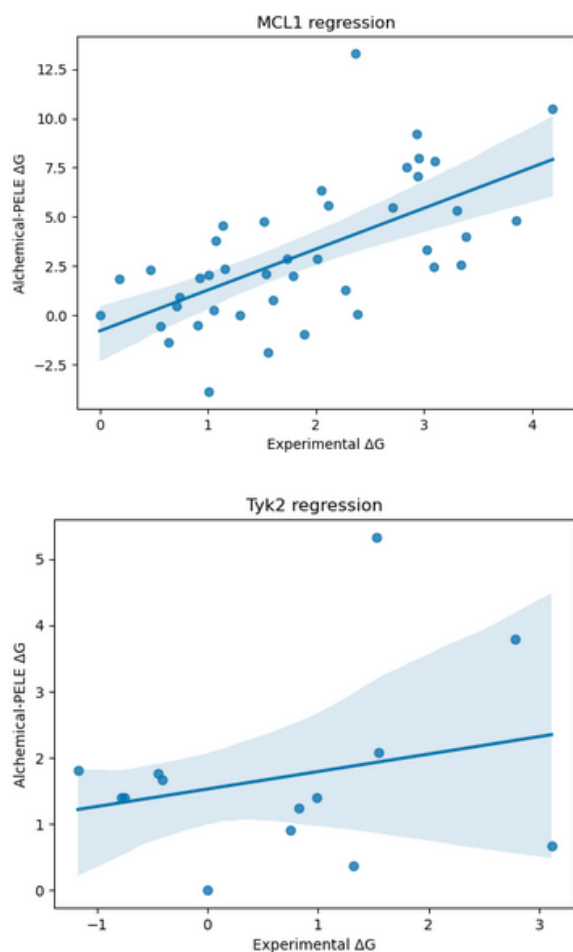 MCL1 regression
12.5
10.0
7.5
5.0
2.5
0.0
−2.5
Alchemical-PELE ΔG
0 1 2 3 4
Experimental ΔG
Tyk2 regression
5
4
3
2
1
0
Alchemical-PELE ΔG
−1 0 1 2 3
Experimental ΔG